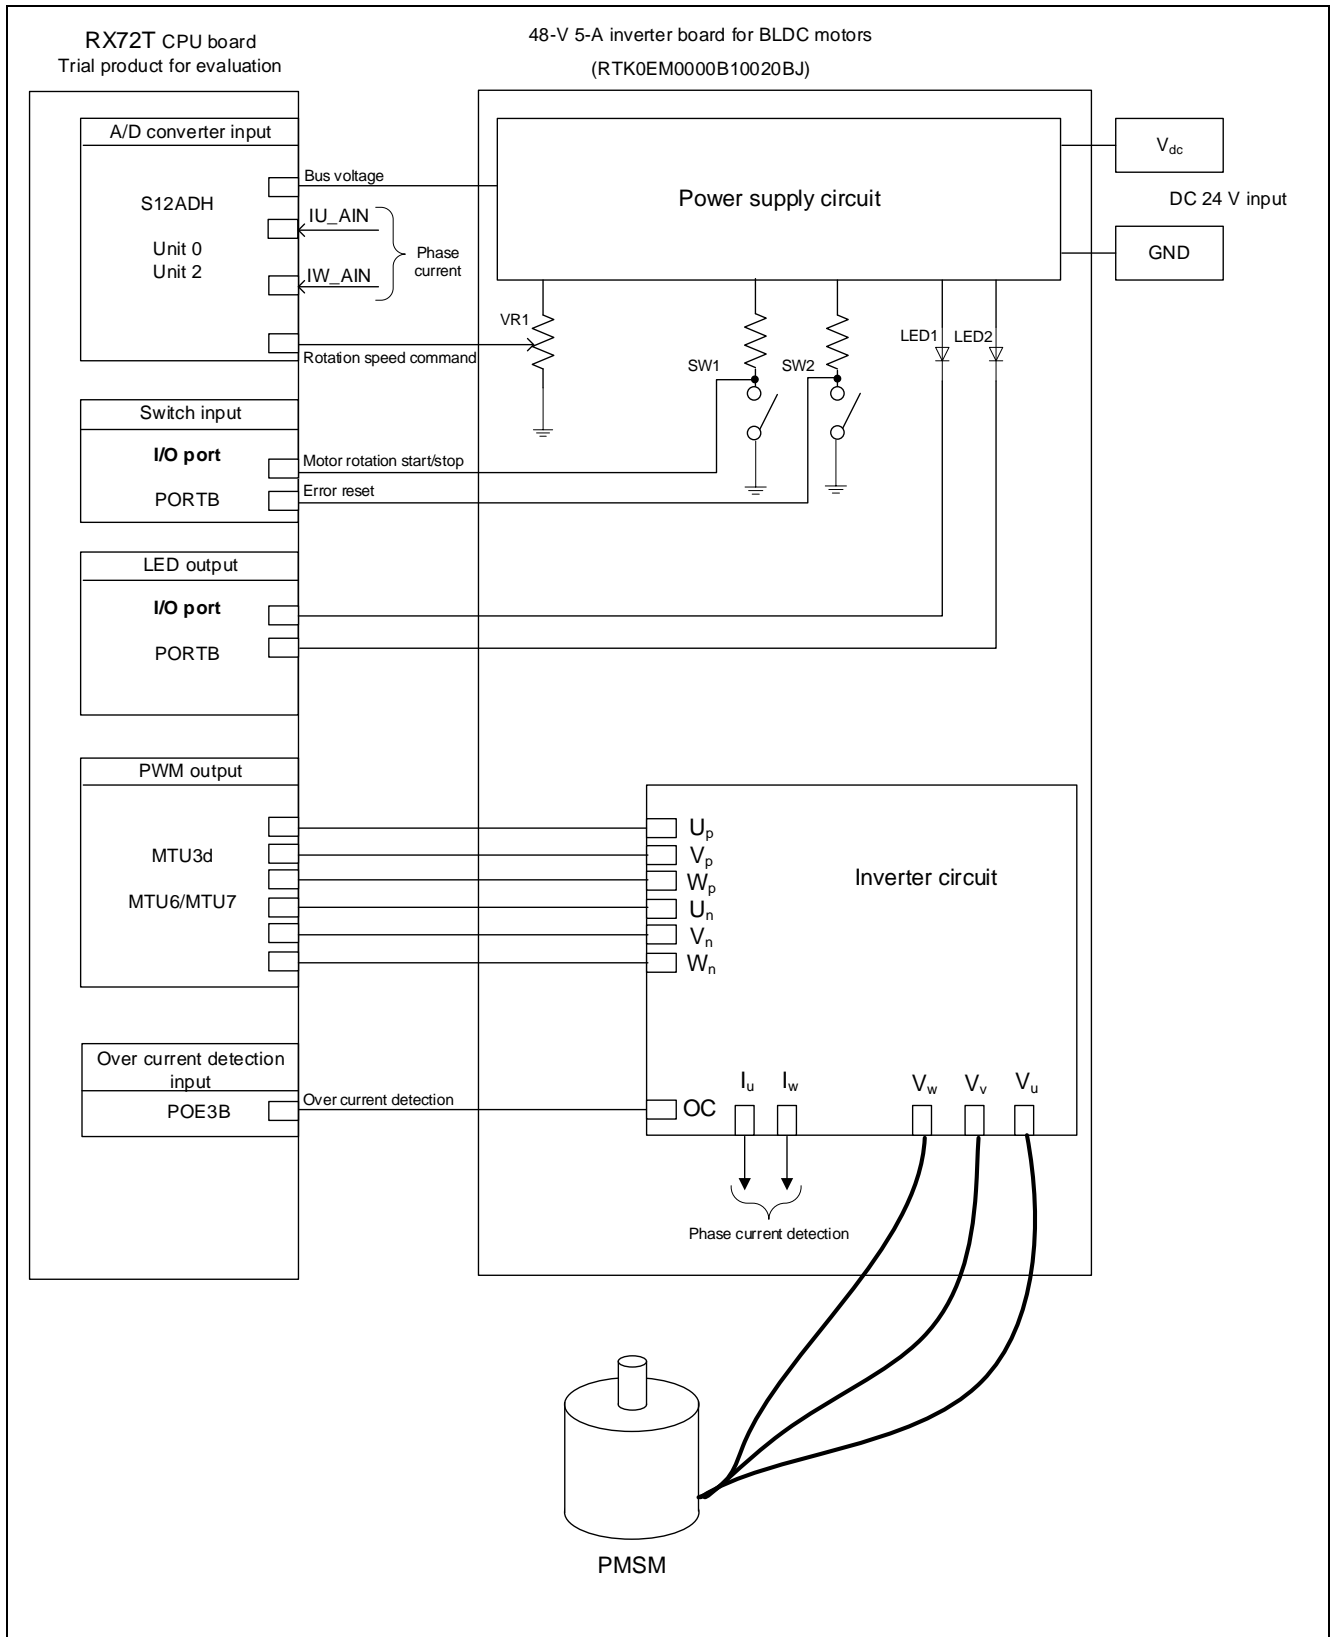 RX72T CPU board
Trial product for evaluation
48-V 5-A inverter board for BLDC motors
(RTK0EM0000B10020BJ)
A/D converter input
S12ADH
Unit 0
Unit 2
Bus voltage
IU_AIN
IW_AIN
Phase
current
Rotation speed command
Power supply circuit
Vdc
DC 24 V input
GND
VR1
SW1
SW2
LED1
LED2
Switch input
I/O port
PORTB
Motor rotation start/stop
Error reset
LED output
I/O port
PORTB
PWM output
MTU3d
MTU6/MTU7
Up
Vp
Wp
Un
Vn
Wn
Inverter circuit
Over current detection
input
POE3B
Over current detection
OC
Iu
Iw
Vw
Vv
Vu
Phase current detection
PMSM